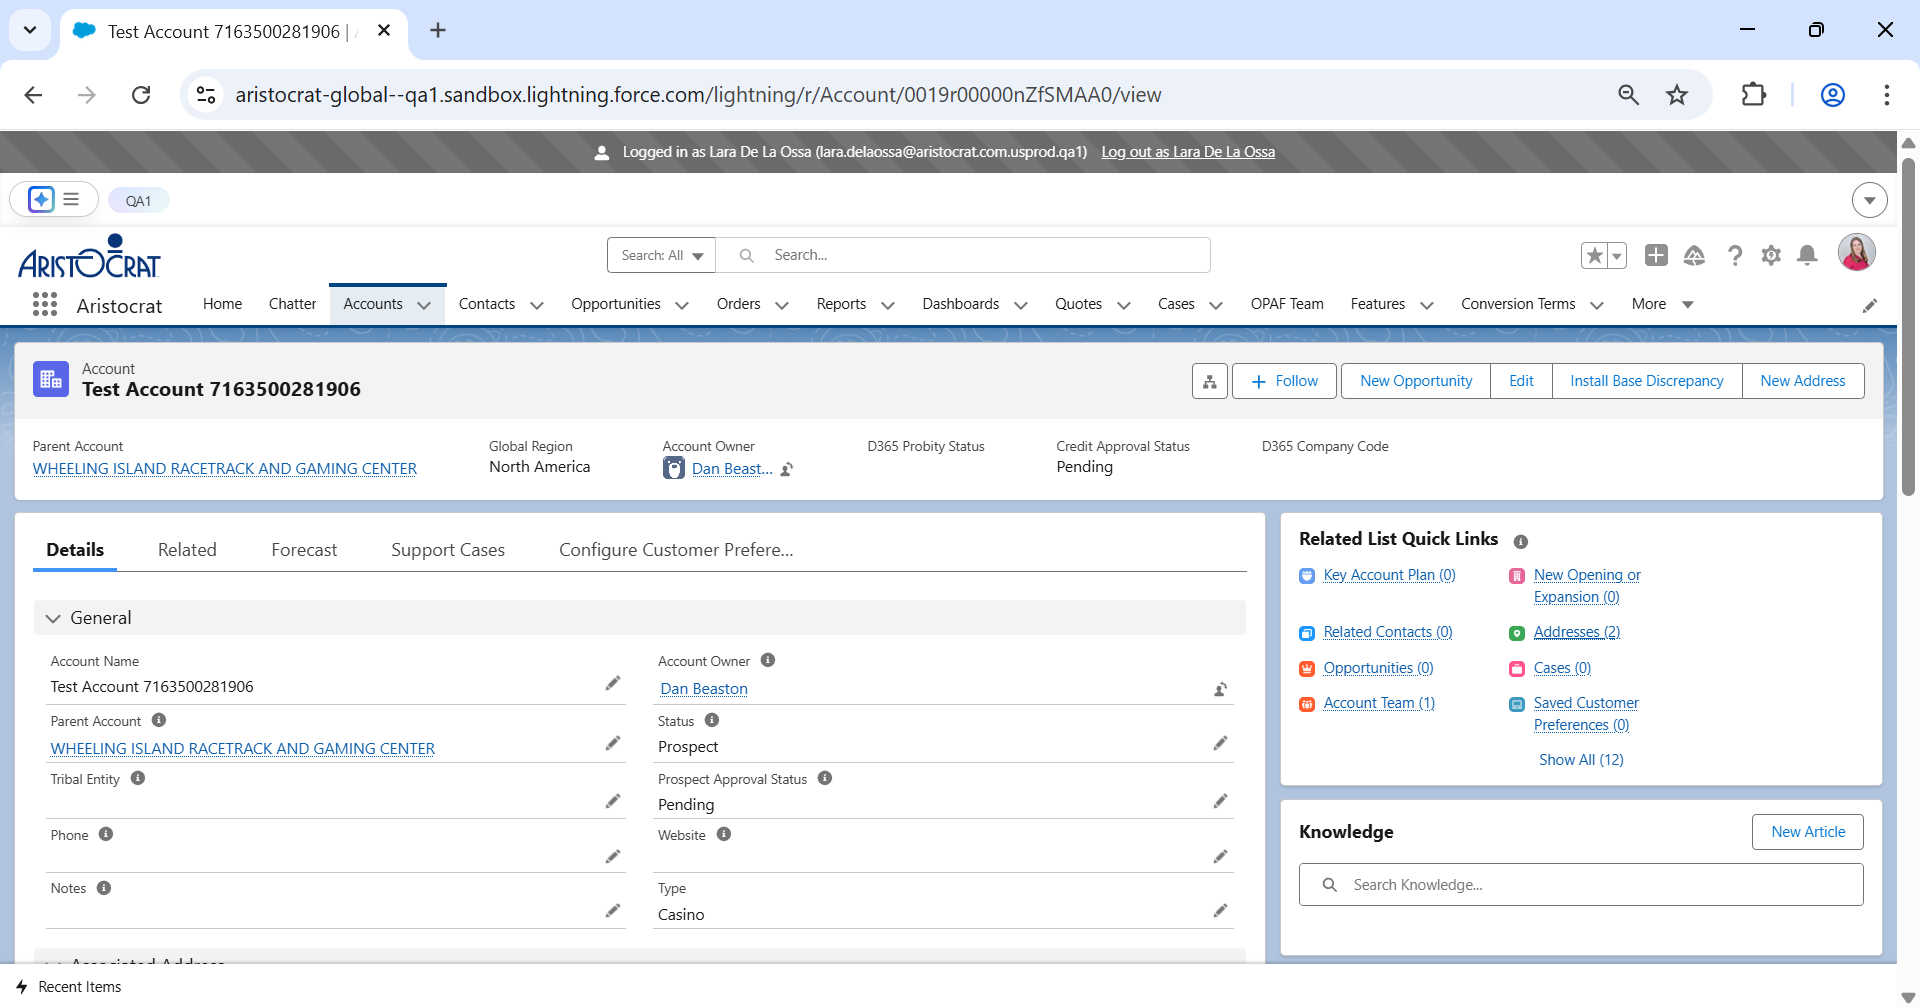 Test Account 7163500281906 |
aristocrat-global--qa1.sandbox.lightning.force.com/lightning/r/Account/0019r00000nZfSMAA0/view
Logged in as Lara De La Ossa (lara.delaossa@aristocrat.com.usprod.qa1) Log out as Lara De La Ossa
QA1
ARISTOCRAT
Search: All Search...
Aristocrat Home Chatter Accounts Contacts Opportunities Orders Reports Dashboards Quotes Cases OPAF Team Features Conversion Terms More
Account
Test Account 7163500281906
Follow New Opportunity Edit Install Base Discrepancy New Address
Parent Account Global Region Account Owner D365 Probity Status Credit Approval Status D365 Company Code
WHEELING ISLAND RACETRACK AND GAMING CENTER North America Dan Beast... Pending
Details Related Forecast Support Cases Configure Customer Prefere...
General
Account Name Account Owner
Test Account 7163500281906 Dan Beaston
Parent Account Status
WHEELING ISLAND RACETRACK AND GAMING CENTER Prospect
Tribal Entity Prospect Approval Status
Pending
Phone Website
Notes Type
Casino
Associated Address
Related List Quick Links
Key Account Plan (0) New Opening or
Expansion (0)
Related Contacts (0) Addresses (2)
Opportunities (0) Cases (0)
Account Team (1) Saved Customer
Preferences (0)
Show All (12)
Knowledge New Article
Search Knowledge...
Recent Items